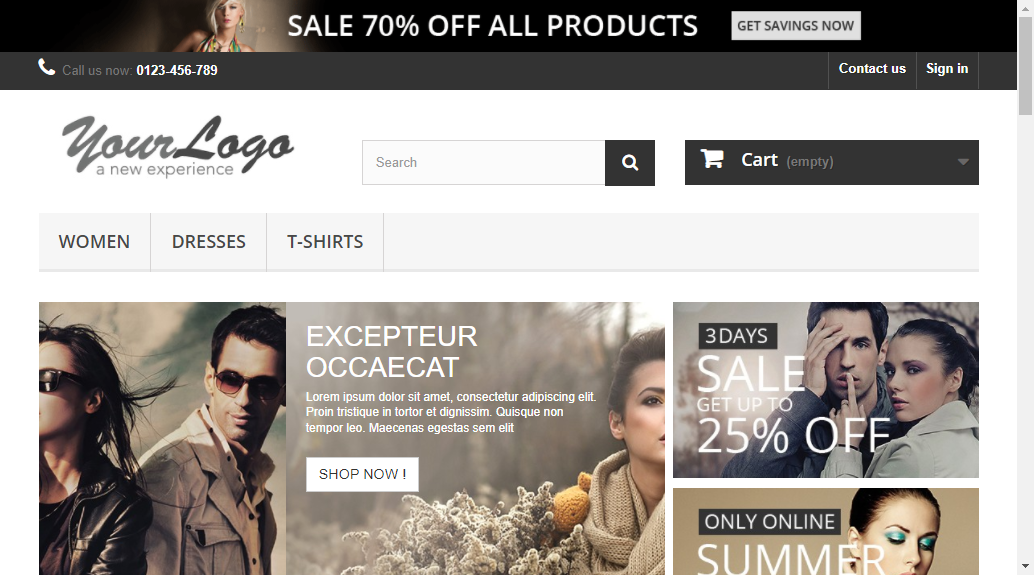 SALE 70% OFF ALL PRODUCTS
GET SAVINGS NOW
Call us now: 0123-456-789
Contact us
Sign in
YourLogo
a new experience
Search
Cart (empty)
WOMEN
DRESSES
T-SHIRTS
EXCEPTEUR
OCCAECAT
Lorem ipsum dolor sit amet, consectetur adipiscing elit.
Proin tristique in tortor et dignissim. Quisque non
tempor leo. Maecenas egestas sem elit
SHOP NOW !
3 DAYS
SALE
GET UP TO
25% OFF
ONLY ONLINE
SUMMER